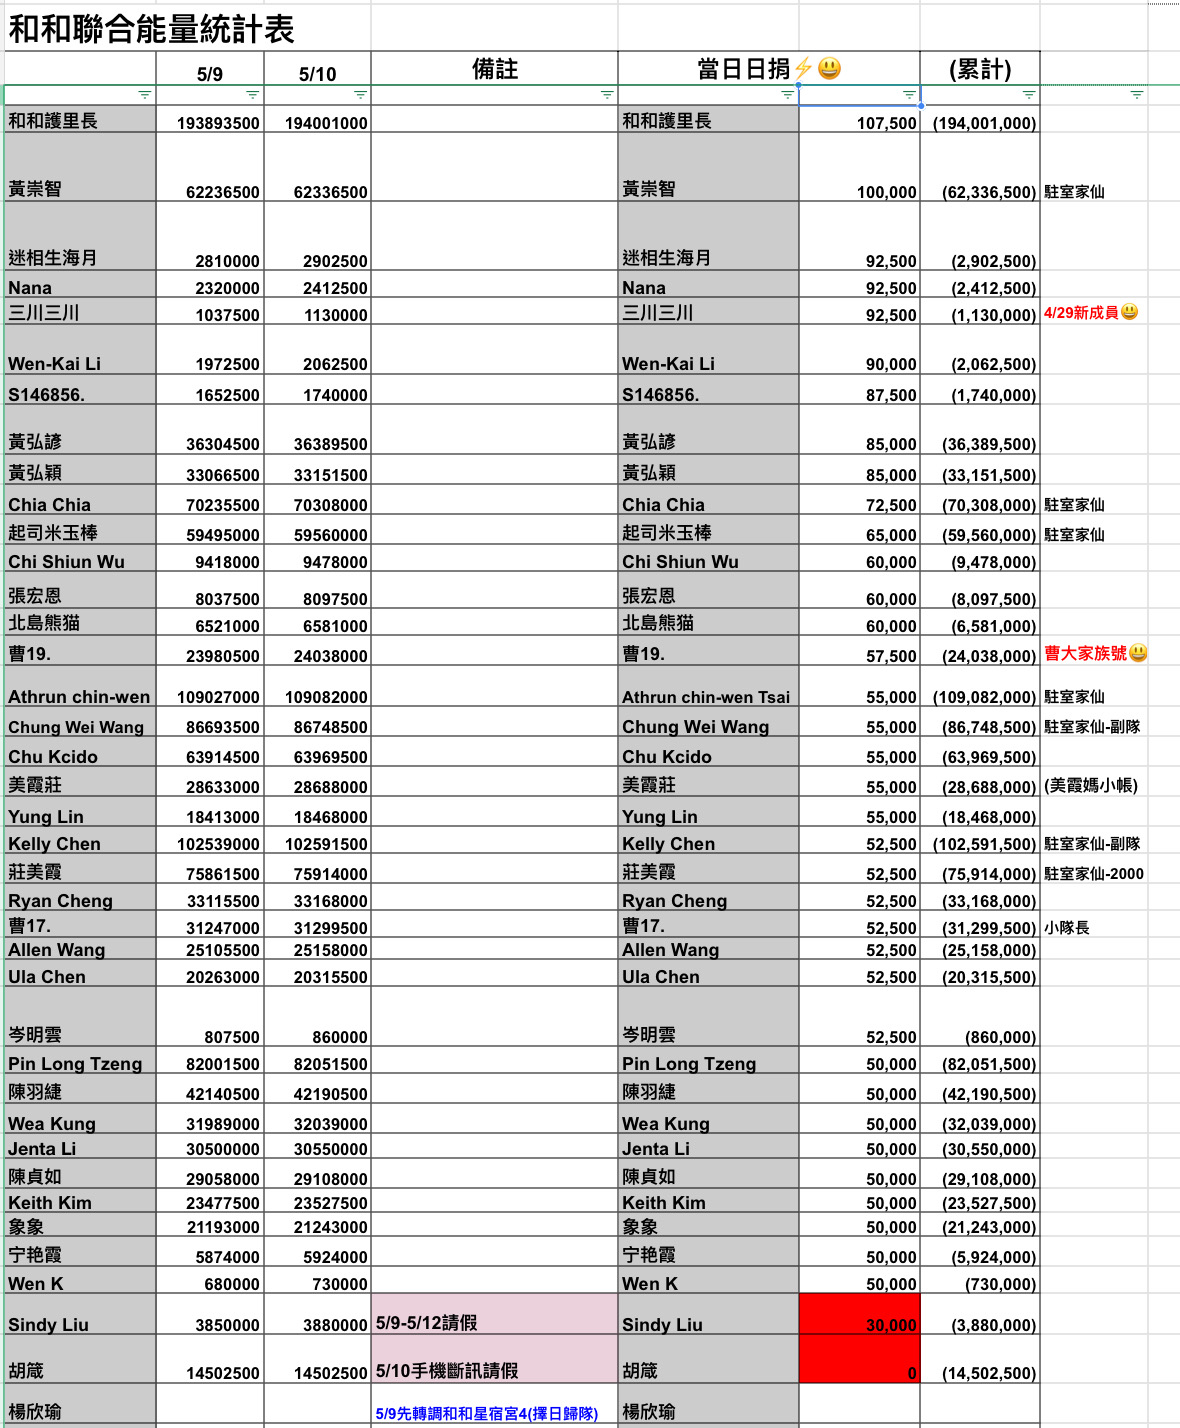 和和聯合能量統計表
5/9 5/10 備註 當日日捐⚡😃 (累計)
和和護里長 193893500 194001000 和和護里長 107,500 (194,001,000)
黃崇智 62236500 62336500 黃崇智 100,000 (62,336,500) 駐室家仙
迷相生海月 2810000 2902500 迷相生海月 92,500 (2,902,500)
Nana 2320000 2412500 Nana 92,500 (2,412,500)
三川三川 1037500 1130000 三川三川 92,500 (1,130,000) 4/29新成員😃
Wen-Kai Li 1972500 2062500 Wen-Kai Li 90,000 (2,062,500)
S146856. 1652500 1740000 S146856. 87,500 (1,740,000)
黃弘諺 36304500 36389500 黃弘諺 85,000 (36,389,500)
黃弘穎 33066500 33151500 黃弘穎 85,000 (33,151,500)
Chia Chia 70235500 70308000 Chia Chia 72,500 (70,308,000) 駐室家仙
起司米玉棒 59495000 59560000 起司米玉棒 65,000 (59,560,000) 駐室家仙
Chi Shiun Wu 9418000 9478000 Chi Shiun Wu 60,000 (9,478,000)
張宏恩 8037500 8097500 張宏恩 60,000 (8,097,500)
北島熊猫 6521000 6581000 北島熊猫 60,000 (6,581,000)
曹19. 23980500 24038000 曹19. 57,500 (24,038,000) 曹大家族號😃
Athrun chin-wen 109027000 109082000 Athrun chin-wen Tsai 55,000 (109,082,000) 駐室家仙
Chung Wei Wang 86693500 86748500 Chung Wei Wang 55,000 (86,748,500) 駐室家仙-副隊
Chu Kcido 63914500 63969500 Chu Kcido 55,000 (63,969,500)
美霞莊 28633000 28688000 美霞莊 55,000 (28,688,000) (美霞媽小帳)
Yung Lin 18413000 18468000 Yung Lin 55,000 (18,468,000)
Kelly Chen 102539000 102591500 Kelly Chen 52,500 (102,591,500) 駐室家仙-副隊
莊美霞 75861500 75914000 莊美霞 52,500 (75,914,000) 駐室家仙-2000
Ryan Cheng 33115500 33168000 Ryan Cheng 52,500 (33,168,000)
曹17. 31247000 31299500 曹17. 52,500 (31,299,500) 小隊長
Allen Wang 25105500 25158000 Allen Wang 52,500 (25,158,000)
Ula Chen 20263000 20315500 Ula Chen 52,500 (20,315,500)
岑明雲 807500 860000 岑明雲 52,500 (860,000)
Pin Long Tzeng 82001500 82051500 Pin Long Tzeng 50,000 (82,051,500)
陳羽緁 42140500 42190500 陳羽緁 50,000 (42,190,500)
Wea Kung 31989000 32039000 Wea Kung 50,000 (32,039,000)
Jenta Li 30500000 30550000 Jenta Li 50,000 (30,550,000)
陳貞如 29058000 29108000 陳貞如 50,000 (29,108,000)
Keith Kim 23477500 23527500 Keith Kim 50,000 (23,527,500)
象象 21193000 21243000 象象 50,000 (21,243,000)
宁艳霞 5874000 5924000 宁艳霞 50,000 (5,924,000)
Wen K 680000 730000 Wen K 50,000 (730,000)
Sindy Liu 3850000 3880000 5/9-5/12請假 Sindy Liu 30,000 (3,880,000)
胡箴 14502500 14502500 5/10手機斷訊請假 胡箴 0 (14,502,500)
楊欣瑜 5/9先轉調和和星宿宮4(擇日歸隊) 楊欣瑜